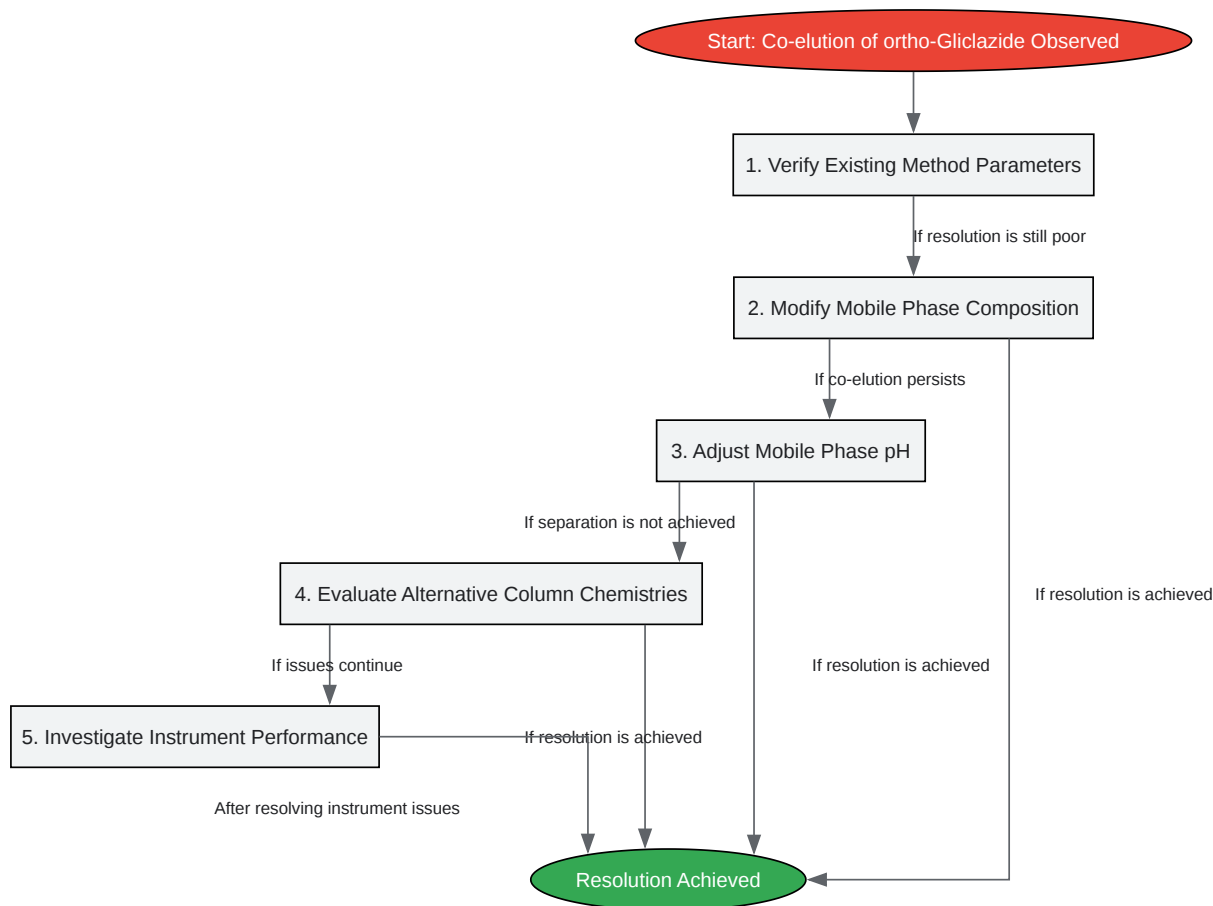 Start: Co-elution of ortho-Gliclazide Observed
1. Verify Existing Method Parameters
If resolution is still poor
2. Modify Mobile Phase Composition
If co-elution persists
3. Adjust Mobile Phase pH
If separation is not achieved
4. Evaluate Alternative Column Chemistries
If resolution is achieved
If issues continue
If resolution is achieved
5. Investigate Instrument Performance
If resolution is achieved
After resolving instrument issues
Resolution Achieved